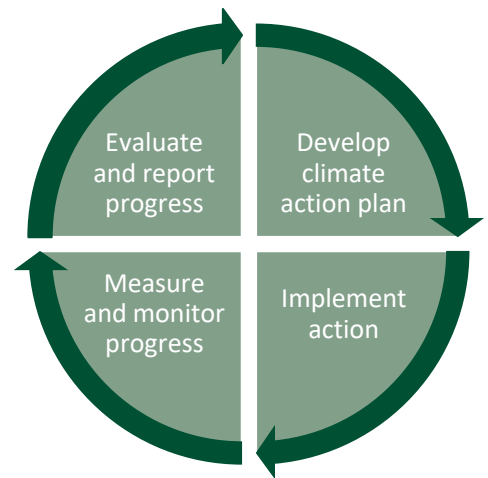 Evaluate
and report
progress
Develop
climate
action plan
Measure
and monitor
progress
Implement
action